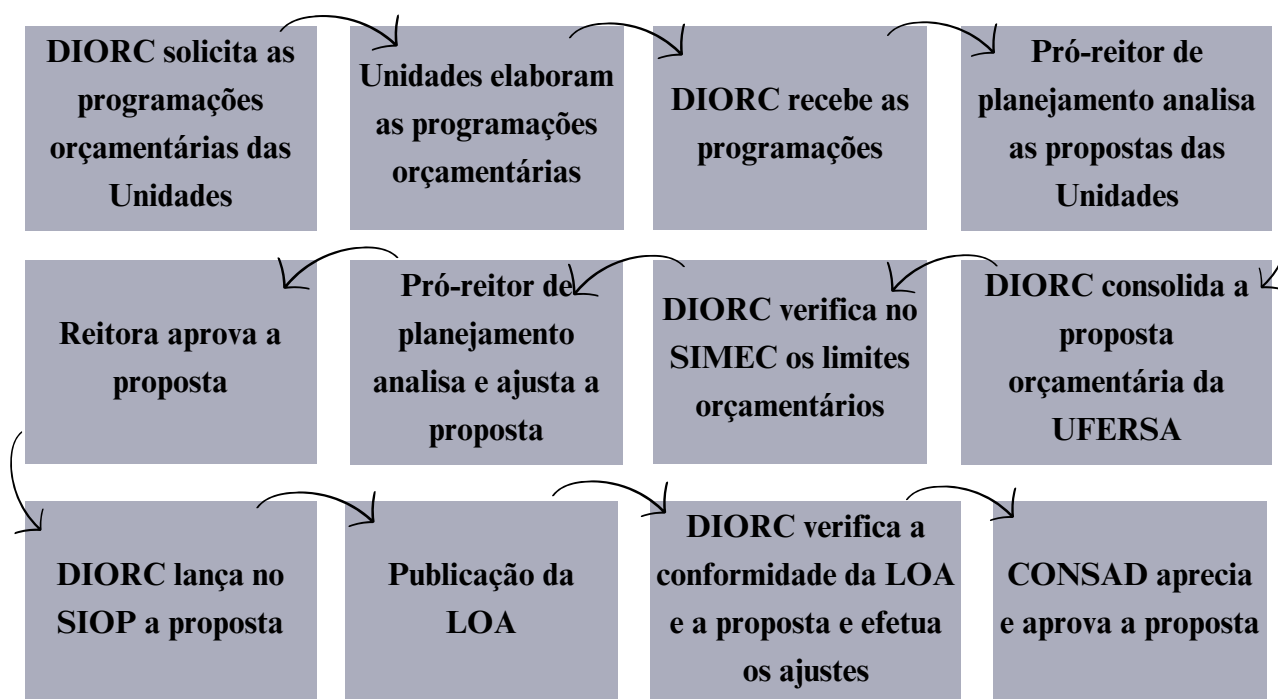 DIORC solicita as
programações
orçamentárias das
Unidades
Unidades elaboram
as programações
orçamentárias
DIORC recebe as
programações
Pró-reitor de
planejamento analisa
as propostas das
Unidades
DIORC consolida a
proposta
orçamentária da
UFERSA
DIORC verifica no
SIMEC os limites
orçamentários
Pró-reitor de
planejamento
analisa e ajusta a
proposta
Reitora aprova a
proposta
DIORC lança no
SIOP a proposta
Publicação da
LOA
DIORC verifica a
conformidade da LOA
e a proposta e efetua
os ajustes
CONSAD aprecia
e aprova a proposta